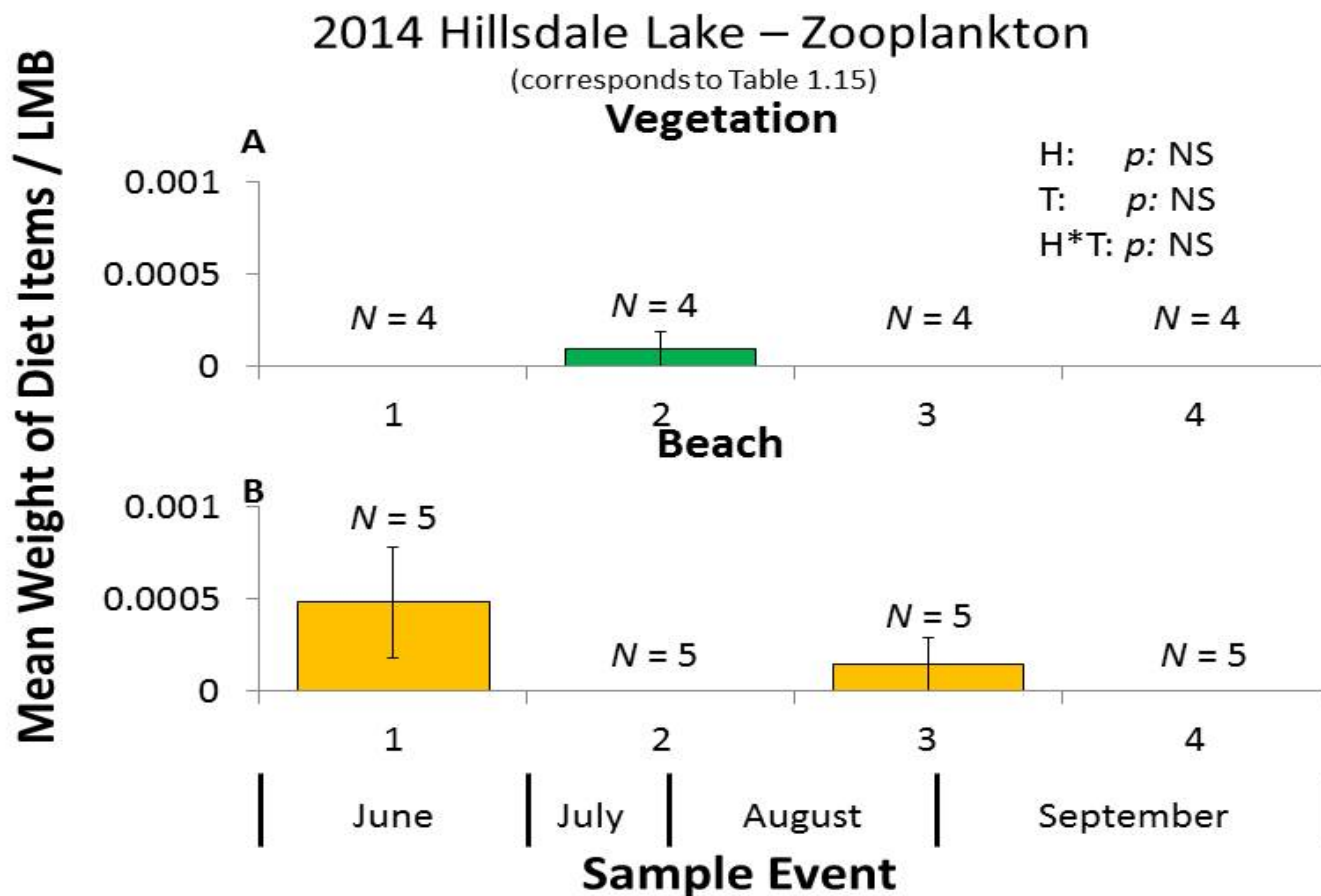 2014 Hillsdale Lake – Zooplankton
(corresponds to Table 1.15)
Mean Weight of Diet Items / LMB
Vegetation
A
H: p: NS
T: p: NS
H*T: p: NS
0.001
0.0005
0
N = 4
N = 4
N = 4
N = 4
1 2 3 4
Beach
B
0.001
0.0005
0
N = 5
N = 5
N = 5
N = 5
1 2 3 4
June July August September
Sample Event